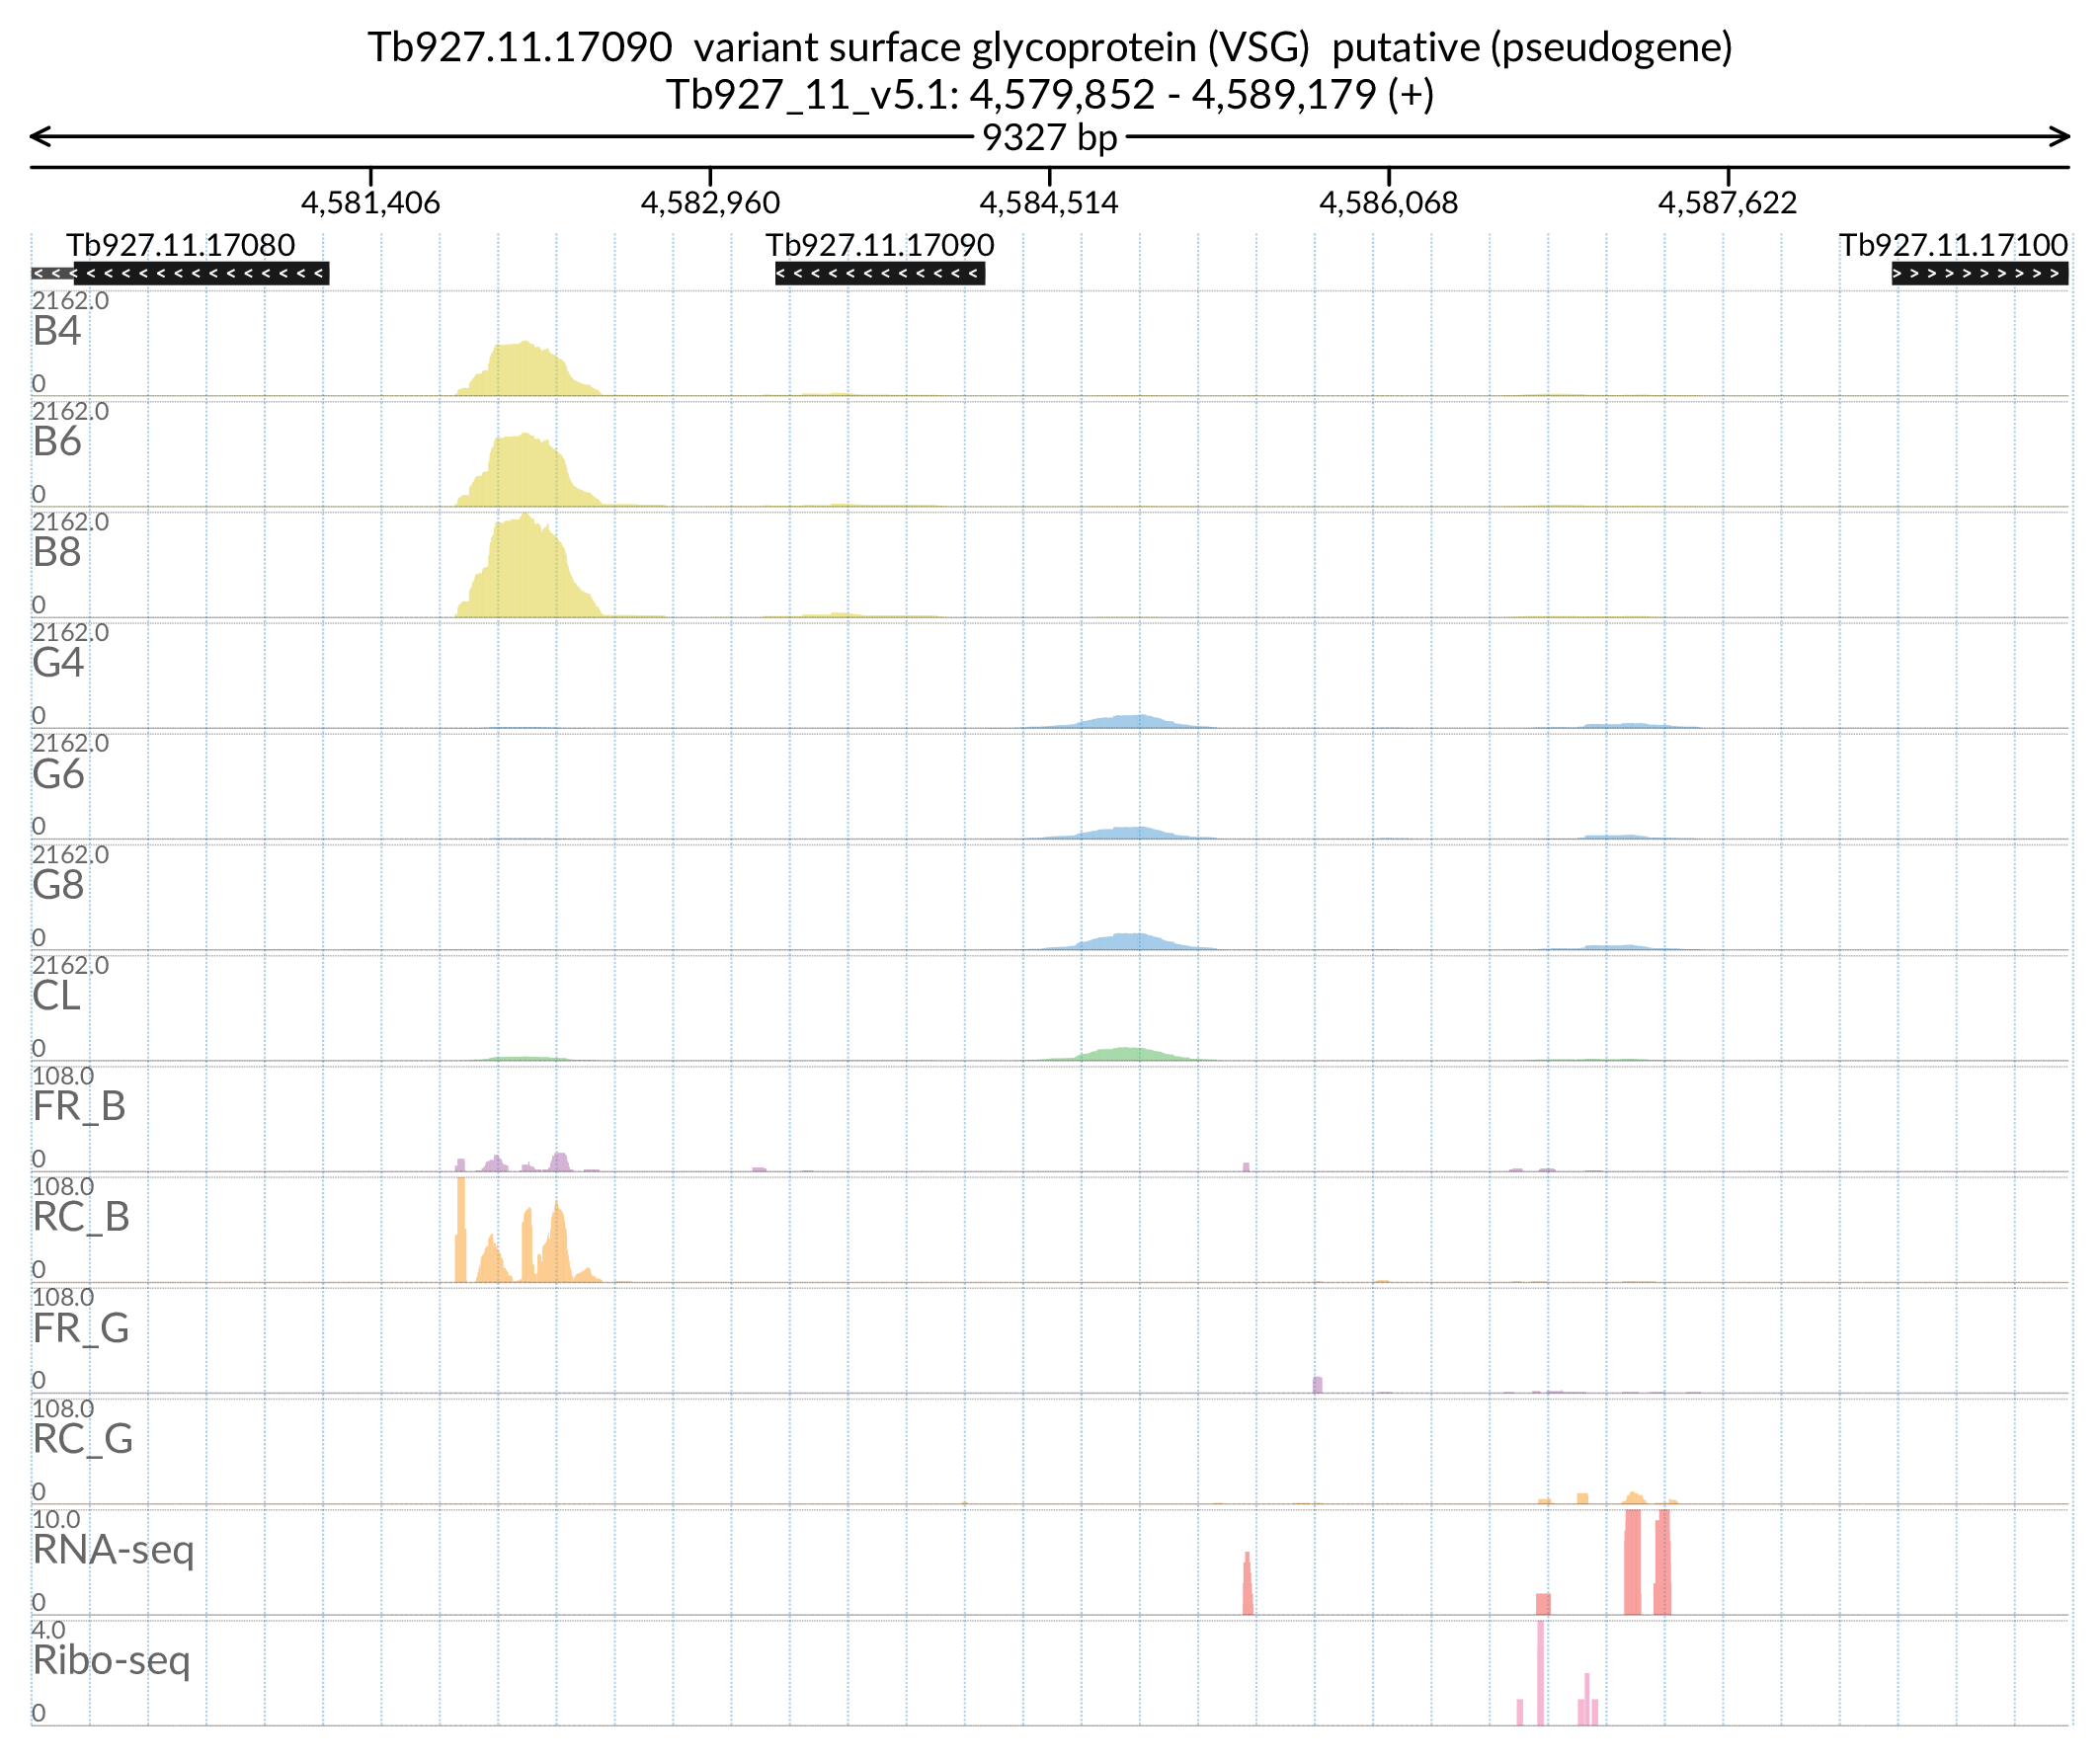 Tb927.11.17090 variant surface glycoprotein (VSG) putative (pseudogene)
Tb927_11_v5.1: 4,579,852 - 4,589,179 (+)
9327 bp
4,581,406 4,582,960 4,584,514 4,586,068 4,587,622
Tb927.11.17080 Tb927.11.17090 Tb927.11.17100
2162.0
B4
0
2162.0
B6
0
2162.0
B8
0
2162.0
G4
0
2162.0
G6
0
2162.0
G8
0
2162.0
CL
0
108.0
FR_B
0
108.0
RC_B
0
108.0
FR_G
0
108.0
RC_G
0
10.0
RNA-seq
0
4.0
Ribo-seq
0